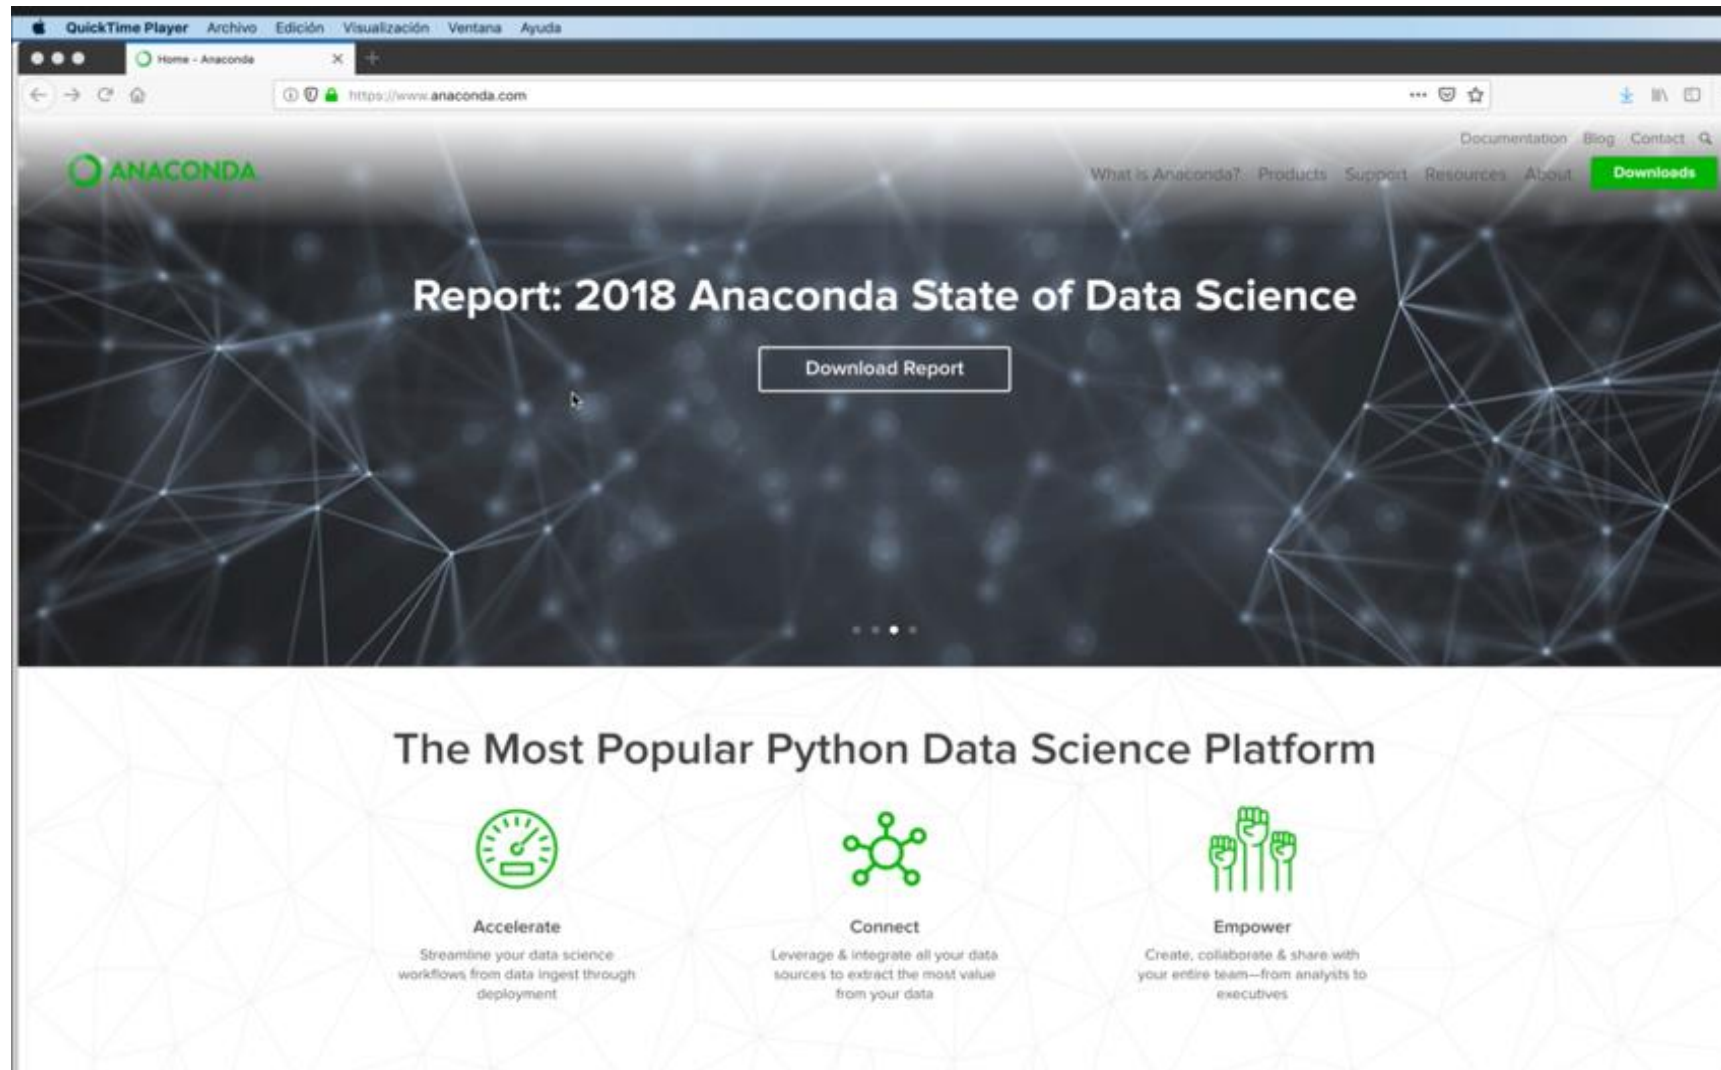 QuickTime Player Archivo Edición Visualización Ventana Ayuda
Home - Anaconda
https://www.anaconda.com
Documentation Blog Contact
ANACONDA
What is Anaconda? Products Support Resources About Downloads
Report: 2018 Anaconda State of Data Science
Download Report
The Most Popular Python Data Science Platform
Accelerate
Streamline your data science
workflows from data ingest through
deployment
Connect
Leverage & integrate all your data
sources to extract the most value
from your data
Empower
Create, collaborate & share with
your entire team—from analysts to
executives